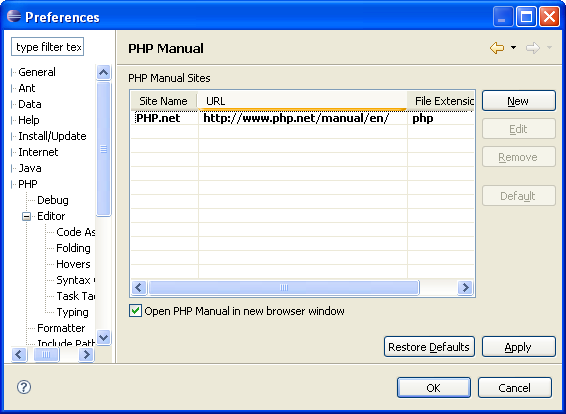 Preferences
type filter tex
General
Ant
Data
Help
Install/Update
Internet
Java
PHP
Debug
Editor
Code As
Folding
Hovers
Syntax
Task Tag
Typing
Formatter
Include Path
PHP Manual
PHP Manual Sites
Site Name URL File Extensio
PHP.net http://www.php.net/manual/en/ php
New
Edit
Remove
Default
Open PHP Manual in new browser window
Restore Defaults Apply
? OK Cancel